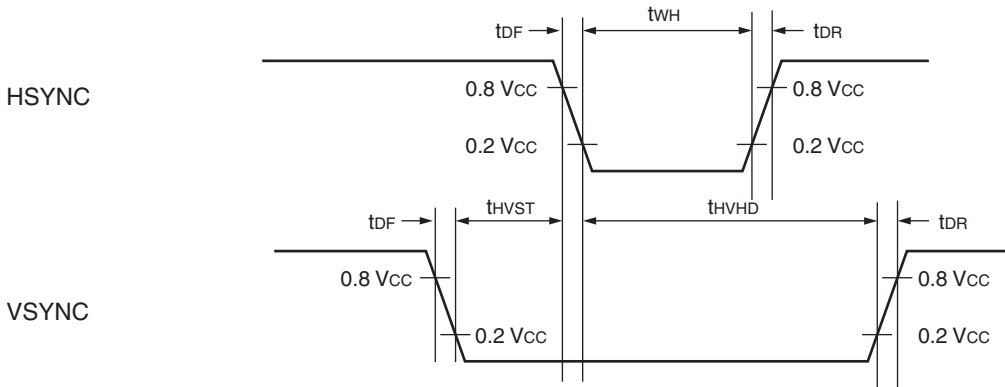 tWH
tDF
tDR
HSYNC
0.8 VCC
0.8 VCC
0.2 VCC
0.2 VCC
tDF
tHVST
tHVHD
tDR
VSYNC
0.8 VCC
0.8 VCC
0.2 VCC
0.2 VCC